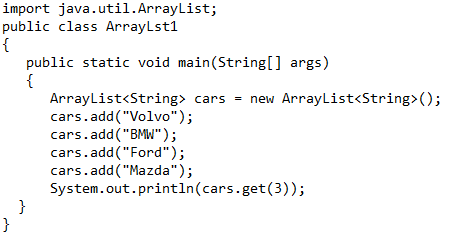 import java.util.ArrayList;
public class ArrayLst1
{
public static void main(String[] args)
{
ArrayList<String> cars = new ArrayList<String>();
cars.add("Volvo");
cars.add("BMW");
cars.add("Ford");
cars.add("Mazda");
System.out.println(cars.get(3));
}
}